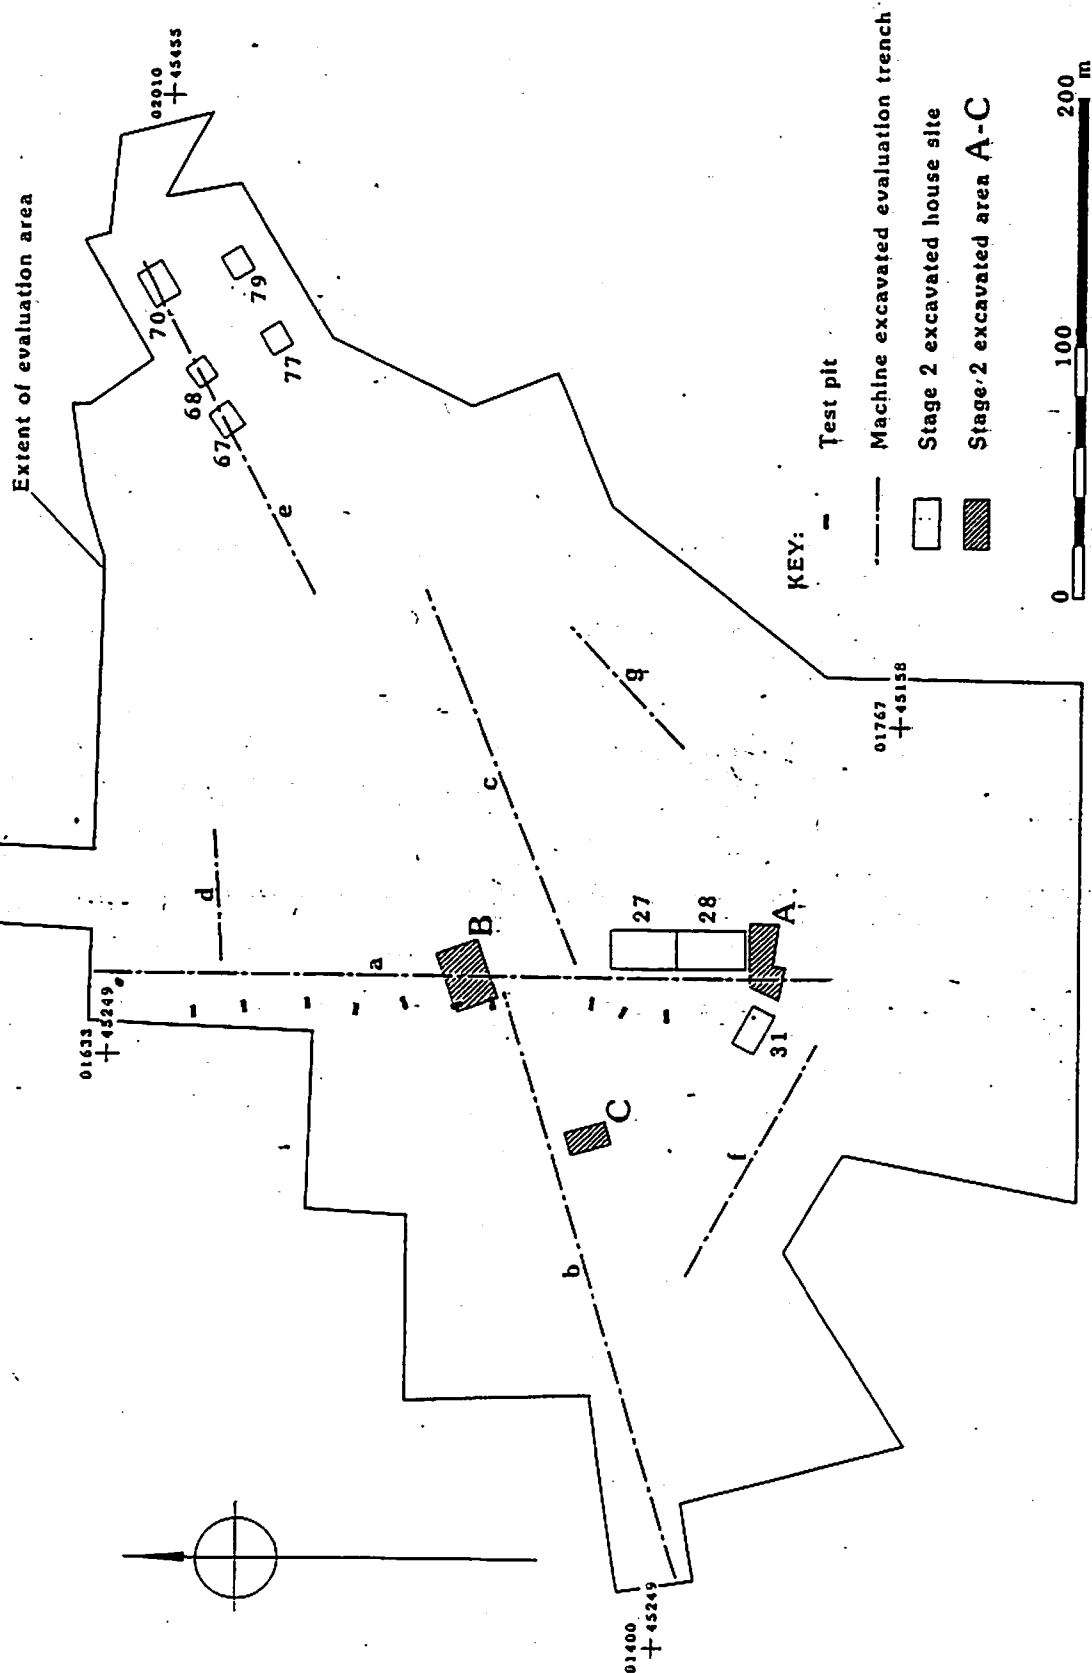 Extent of evaluation area
02010
45455
70
79
68
77
67
e
d
01633
45249
a
B
c
g
27
28
A
31
C
f
b
01767
45158
01400
45249
KEY:
Test pit
Machine excavated evaluation trench
Stage 2 excavated house site
Stage 2 excavated area A-C
0
100
200
m